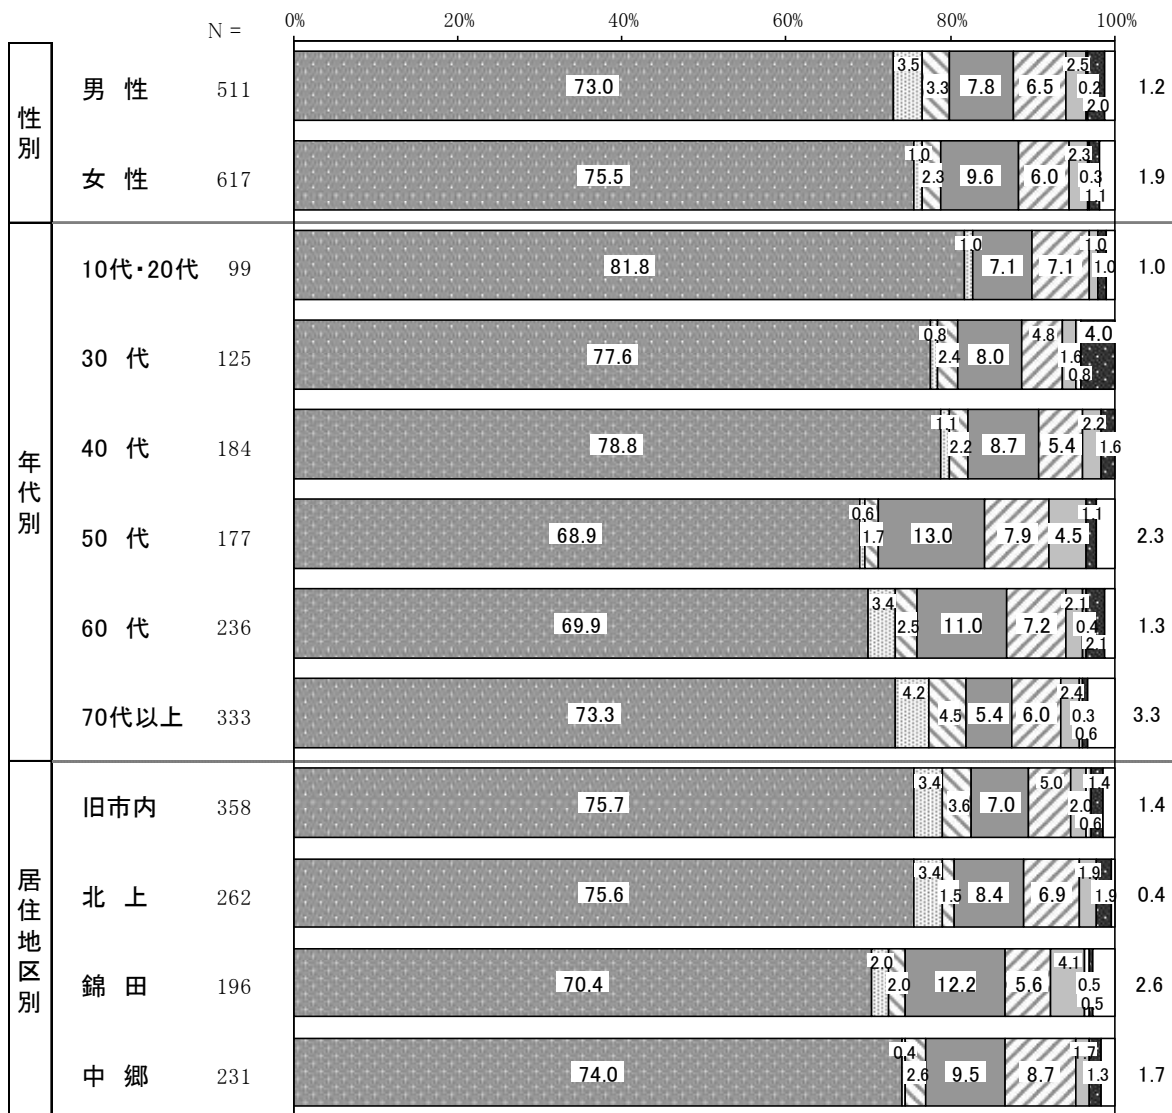 N =
0% 20% 40% 60% 80% 100%
性別
男 性 511 73.0 3.5 3.3 7.8 6.5 2.5 0.2 2.0 1.2
女 性 617 75.5 1.0 2.3 9.6 6.0 2.3 0.3 1.1 1.9
年代別
10代・20代 99 81.8 1.0 7.1 7.1 1.0 1.0 1.0
30 代 125 77.6 0.8 2.4 8.0 4.8 1.6 0.8 4.0
40 代 184 78.8 1.1 2.2 8.7 5.4 2.2 1.6
50 代 177 68.9 0.6 1.7 13.0 7.9 4.5 1.1 2.3
60 代 236 69.9 3.4 2.5 11.0 7.2 2.1 0.4 2.1 1.3
70代以上 333 73.3 4.2 4.5 5.4 6.0 2.4 0.3 0.6 3.3
居住地区別
旧市内 358 75.7 3.4 3.6 7.0 5.0 2.0 0.6 1.4 1.4
北 上 262 75.6 3.4 1.5 8.4 6.9 1.9 1.9 0.4
錦 田 196 70.4 2.0 2.0 12.2 5.6 4.1 0.5 0.5 2.6
中 郷 231 74.0 0.4 2.6 9.5 8.7 1.7 1.3 1.7